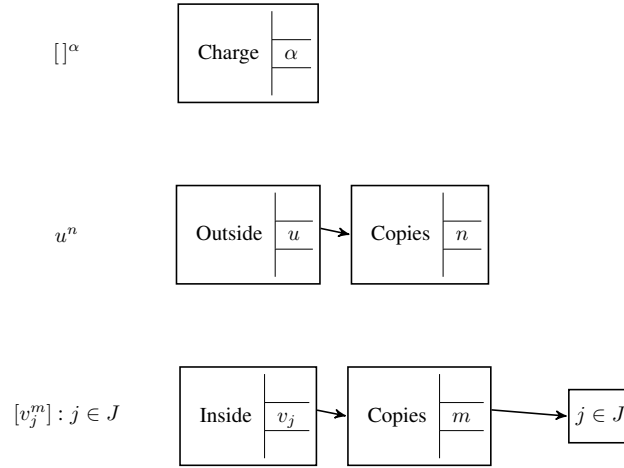 [ ]^α Charge α
u^n Outside u Copies n
[v_j^m] : j ∈ J Inside v_j Copies m j ∈ J